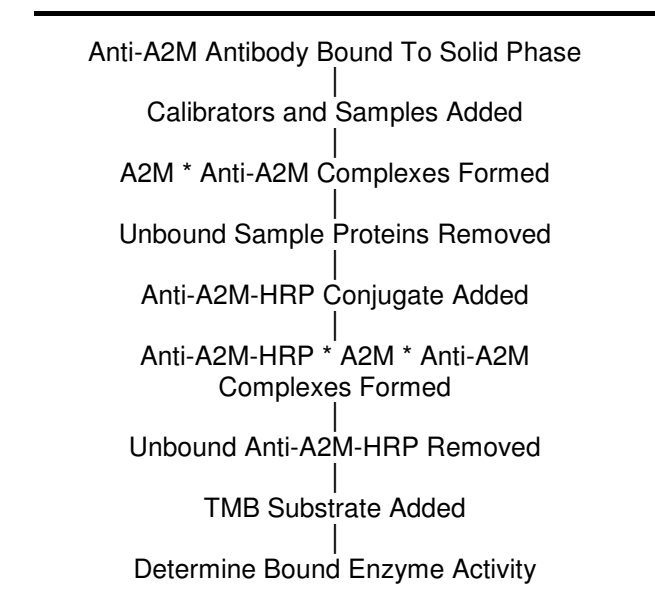 Anti-A2M Antibody Bound To Solid Phase
Calibrators and Samples Added
A2M * Anti-A2M Complexes Formed
Unbound Sample Proteins Removed
Anti-A2M-HRP Conjugate Added
Anti-A2M-HRP * A2M * Anti-A2M
Complexes Formed
Unbound Anti-A2M-HRP Removed
TMB Substrate Added
Determine Bound Enzyme Activity